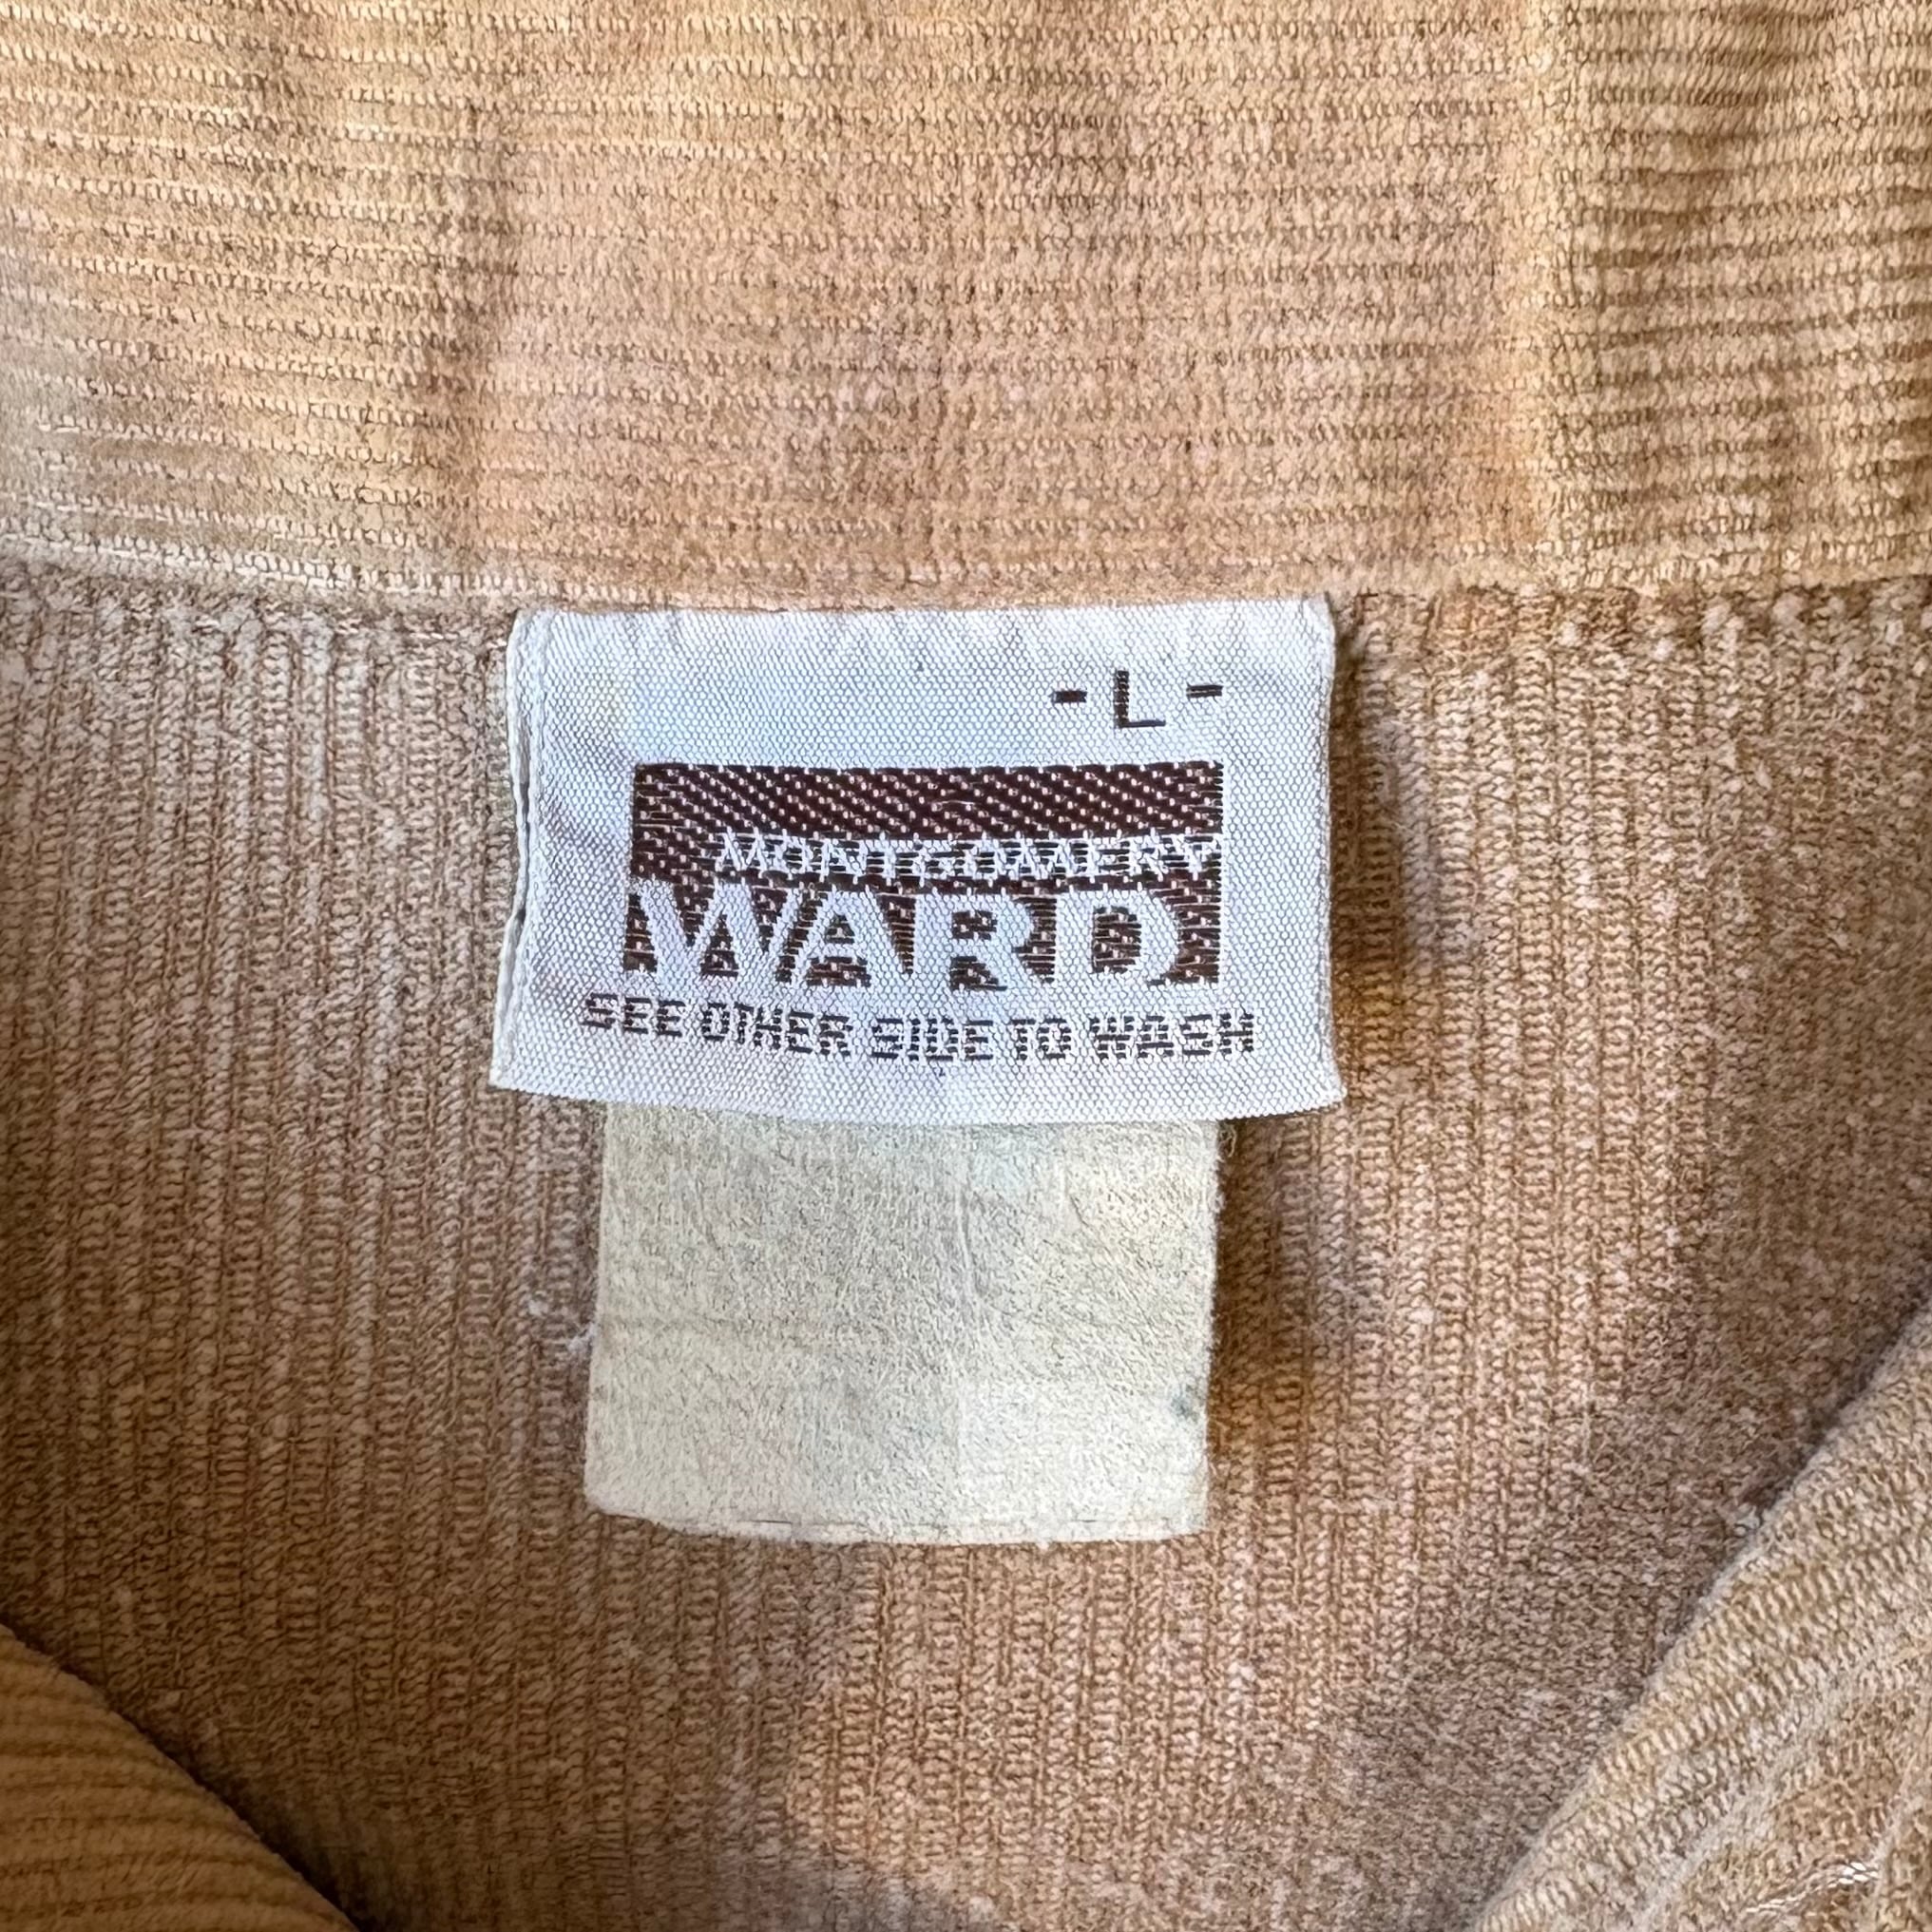 - L -
MONTGOMERY
WARD
SEE OTHER SIDE TO WASH